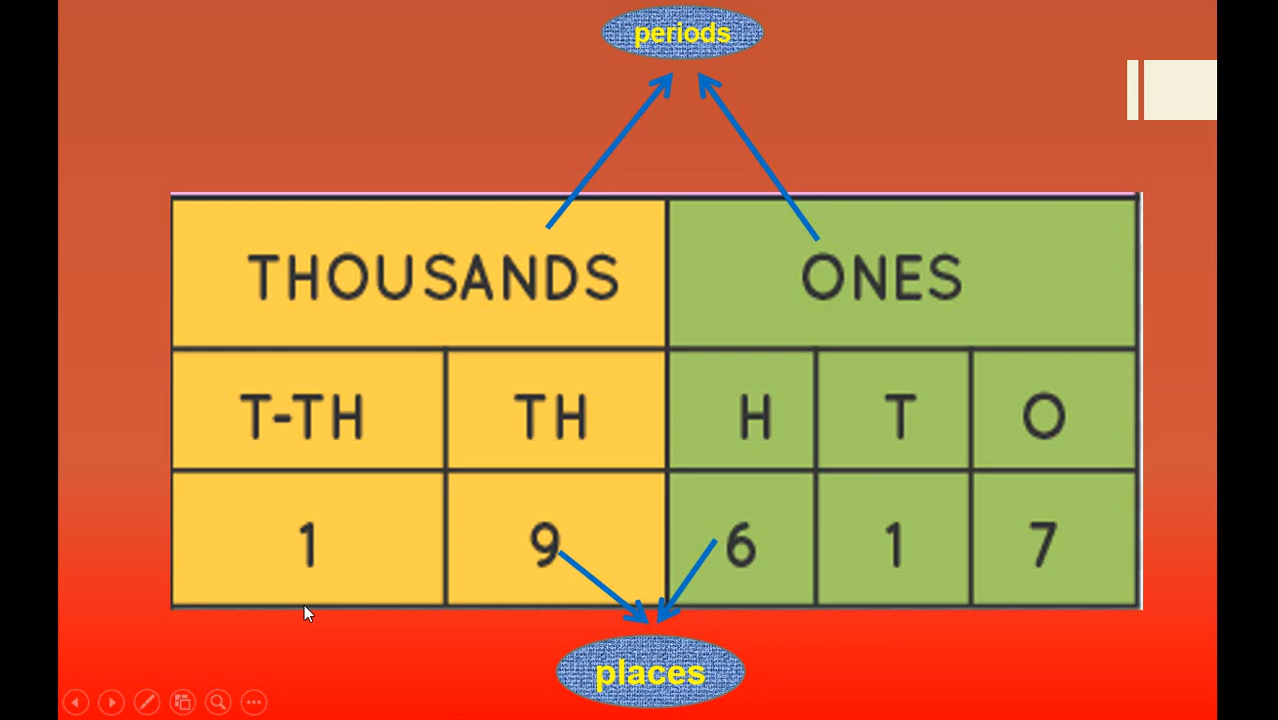 periods
THOUSANDS ONES
T-TH TH H T O
1 9 6 1 7
places